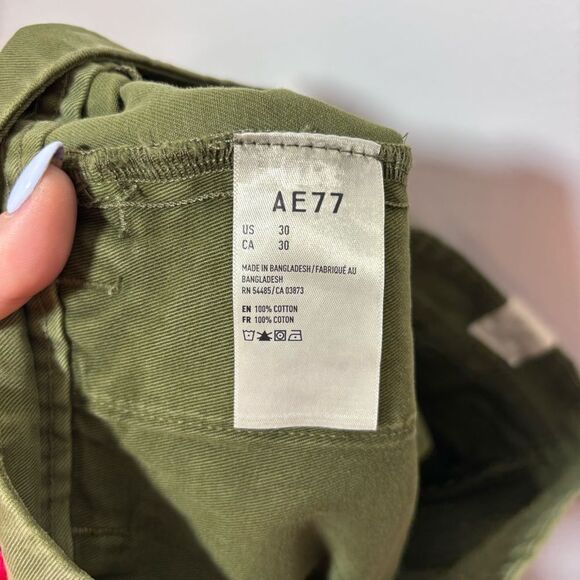 AE77
US 30
CA 30
MADE IN BANGLADESH/FABRIQUÉ AU
BANGLADESH
RN 54485/CA 03873
EN 100% COTTON
FR 100% COTON